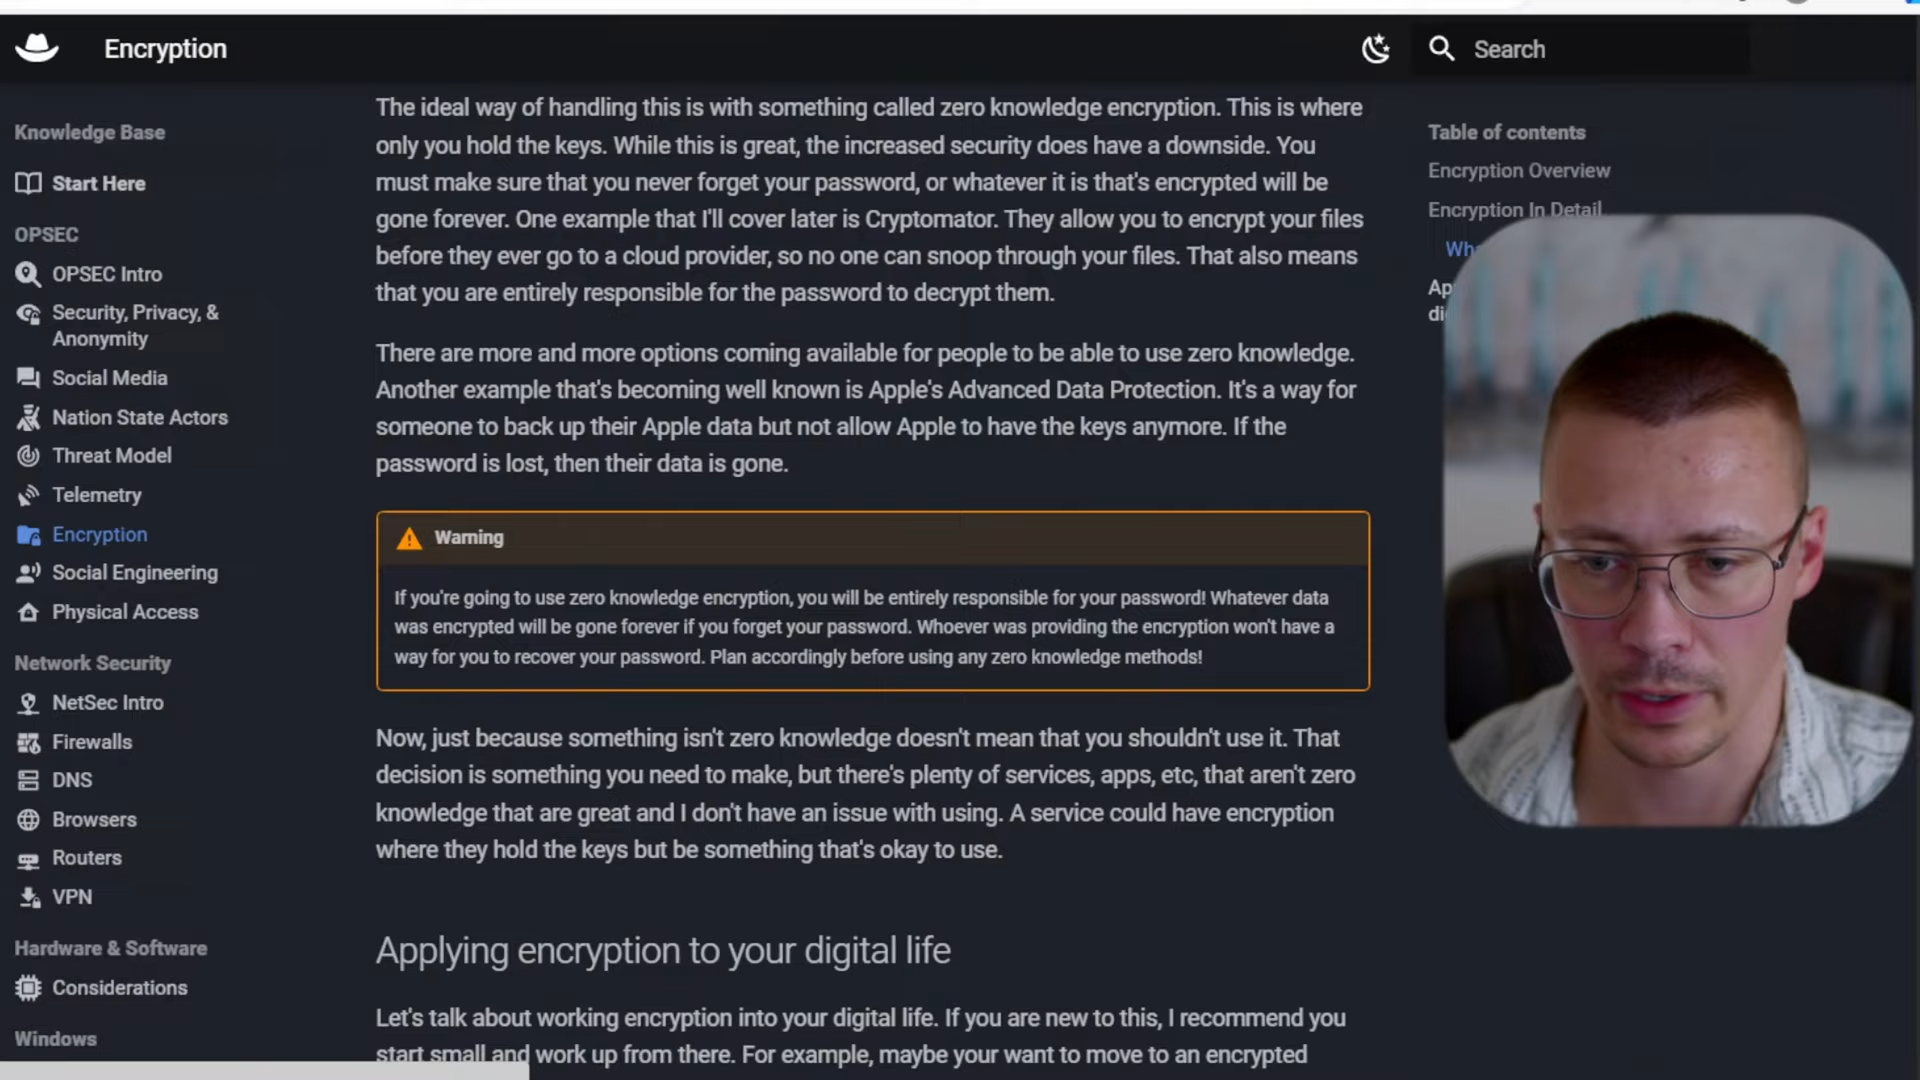 Encryption
Search
Knowledge Base
Start Here
OPSEC
OPSEC Intro
Security, Privacy, &
Anonymity
Social Media
Nation State Actors
Threat Model
Telemetry
Encryption
Social Engineering
Physical Access
Network Security
NetSec Intro
Firewalls
DNS
Browsers
Routers
VPN
Hardware & Software
Considerations
Windows
The ideal way of handling this is with something called zero knowledge encryption. This is where
only you hold the keys. While this is great, the increased security does have a downside. You
must make sure that you never forget your password, or whatever it is that's encrypted will be
gone forever. One example that I'll cover later is Cryptomator. They allow you to encrypt your files
before they ever go to a cloud provider, so no one can snoop through your files. That also means
that you are entirely responsible for the password to decrypt them.
There are more and more options coming available for people to be able to use zero knowledge.
Another example that's becoming well known is Apple's Advanced Data Protection. It's a way for
someone to back up their Apple data but not allow Apple to have the keys anymore. If the
password is lost, then their data is gone.
Warning
If you're going to use zero knowledge encryption, you will be entirely responsible for your password! Whatever data
was encrypted will be gone forever if you forget your password. Whoever was providing the encryption won't have a
way for you to recover your password. Plan accordingly before using any zero knowledge methods!
Now, just because something isn't zero knowledge doesn't mean that you shouldn't use it. That
decision is something you need to make, but there's plenty of services, apps, etc, that aren't zero
knowledge that are great and I don't have an issue with using. A service could have encryption
where they hold the keys but be something that's okay to use.
Applying encryption to your digital life
Let's talk about working encryption into your digital life. If you are new to this, I recommend you
start small and work up from there. For example, maybe your want to move to an encrypted
Table of contents
Encryption Overview
Encryption In Detail